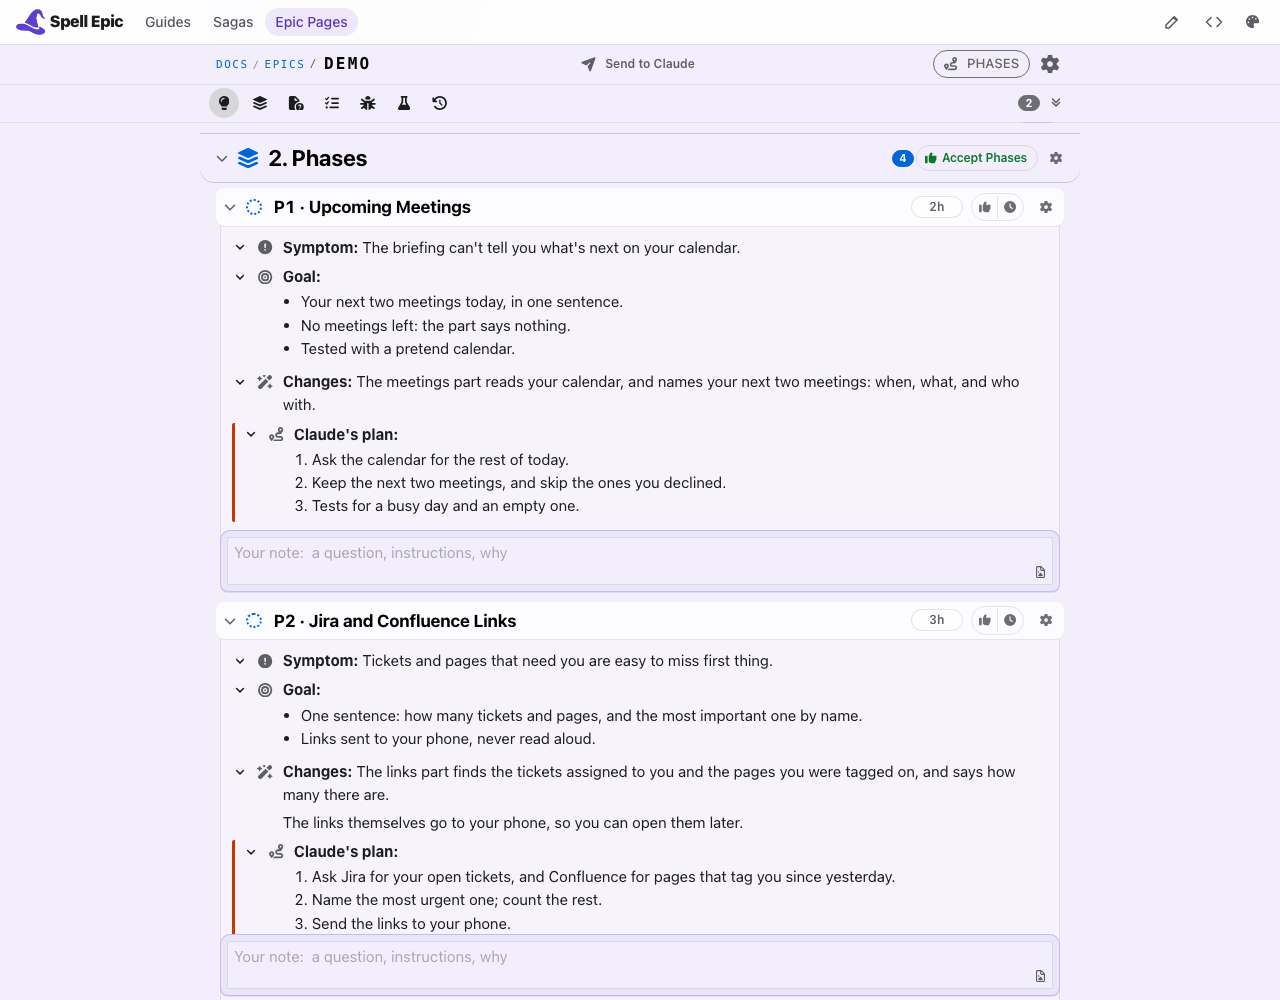 Spell Epic
Guides
Sagas
Epic Pages
DOCS / EPICS / DEMO
Send to Claude
PHASES
2
2. Phases
4
Accept Phases
P1 · Upcoming Meetings
2h
Symptom: The briefing can't tell you what's next on your calendar.
Goal:
• Your next two meetings today, in one sentence.
• No meetings left: the part says nothing.
• Tested with a pretend calendar.
Changes: The meetings part reads your calendar, and names your next two meetings: when, what, and who
with.
Claude's plan:
1. Ask the calendar for the rest of today.
2. Keep the next two meetings, and skip the ones you declined.
3. Tests for a busy day and an empty one.
Your note: a question, instructions, why
P2 · Jira and Confluence Links
3h
Symptom: Tickets and pages that need you are easy to miss first thing.
Goal:
• One sentence: how many tickets and pages, and the most important one by name.
• Links sent to your phone, never read aloud.
Changes: The links part finds the tickets assigned to you and the pages you were tagged on, and says how
many there are.
The links themselves go to your phone, so you can open them later.
Claude's plan:
1. Ask Jira for your open tickets, and Confluence for pages that tag you since yesterday.
2. Name the most urgent one; count the rest.
3. Send the links to your phone.
Your note: a question, instructions, why